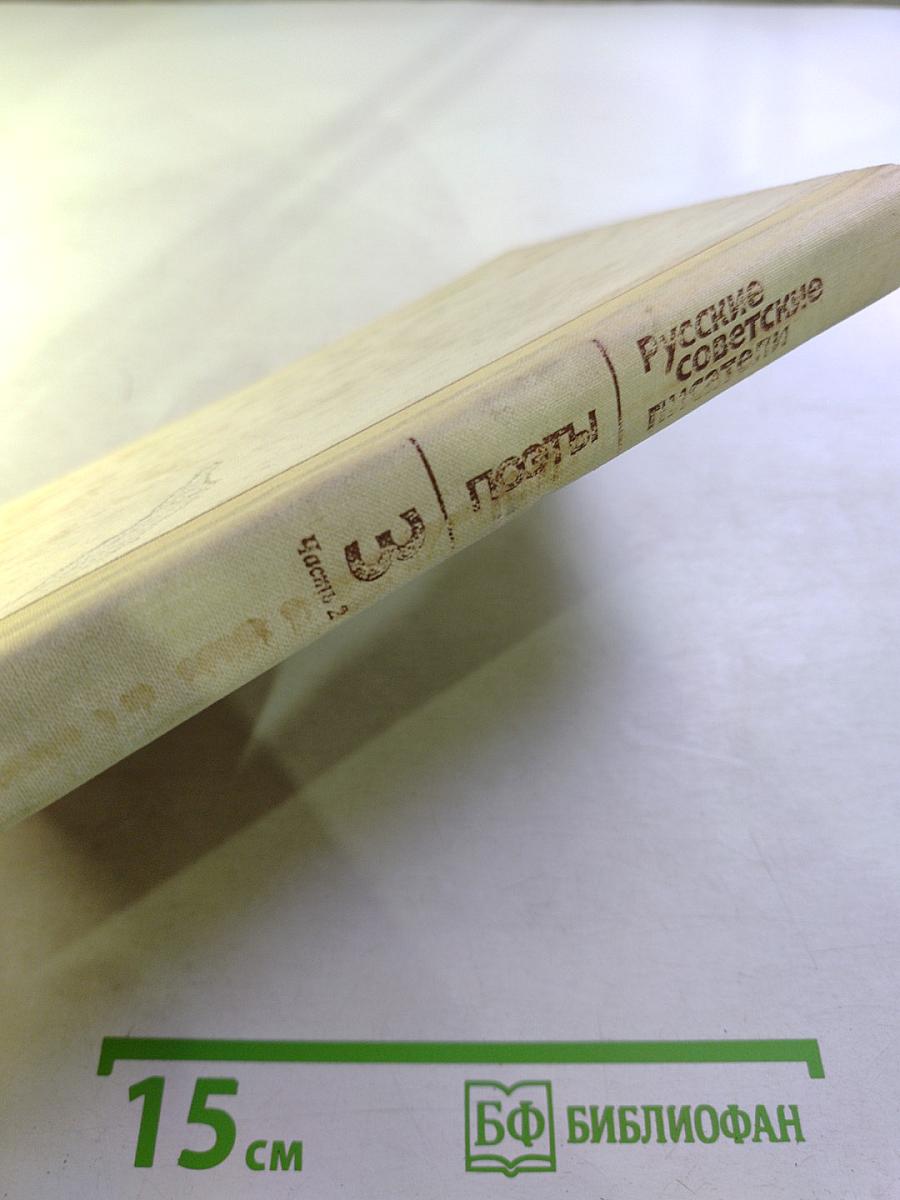 Русские
советские
писатели
поэты
3
Часть 2
15 см
БФ БИБЛИОФАН